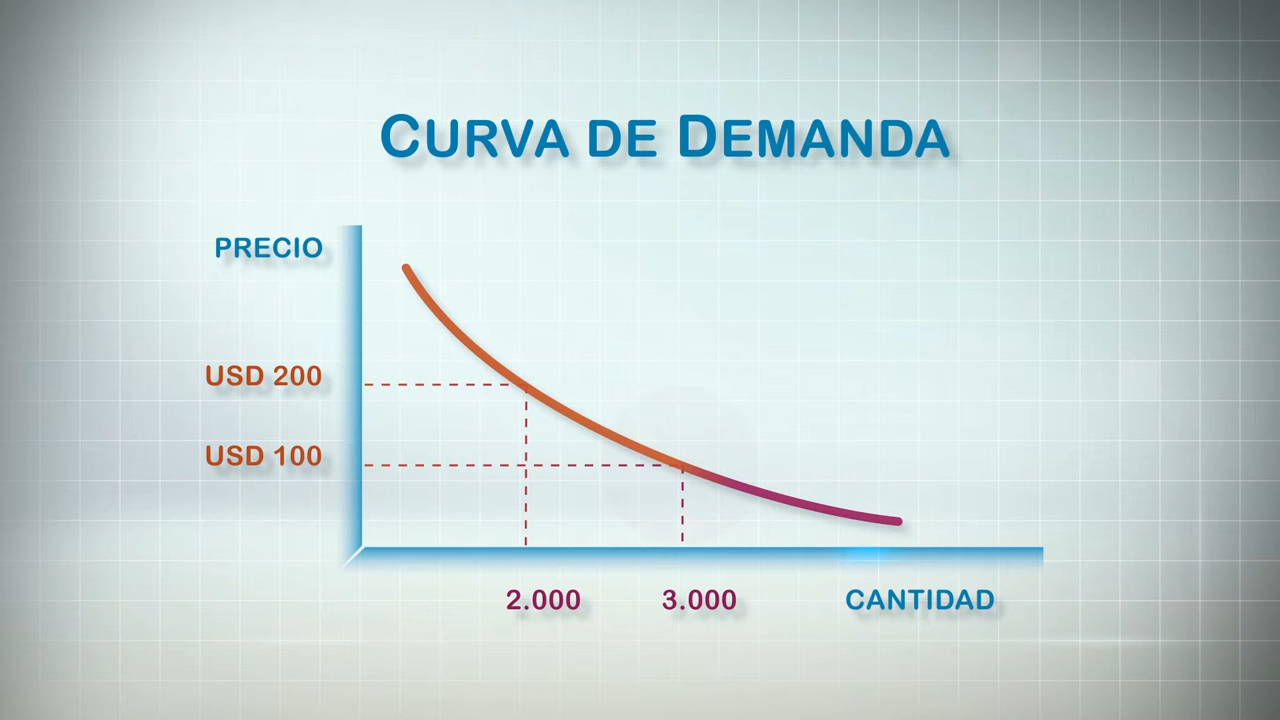 CURVA DE DEMANDA
PRECIO
USD 200
USD 100
2.000 3.000 CANTIDAD